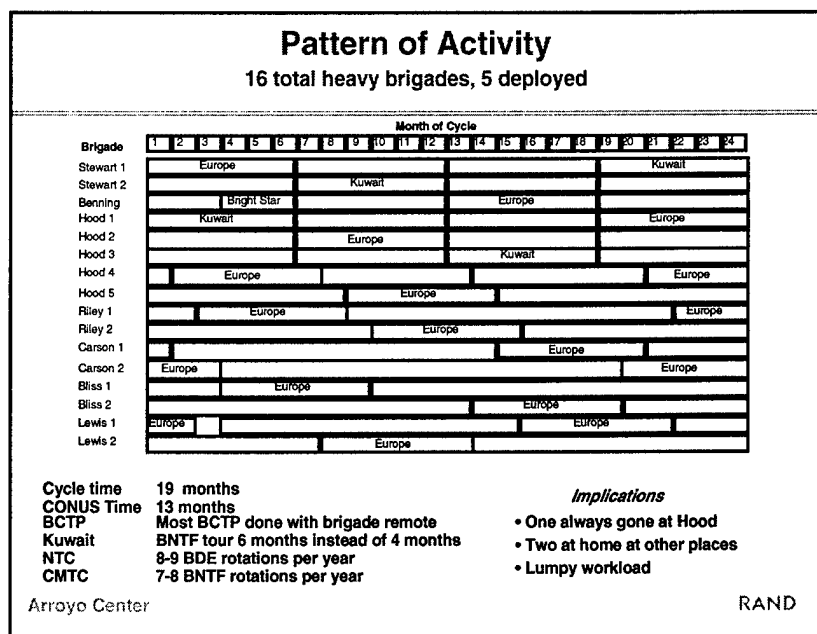 Pattern of Activity
16 total heavy brigades, 5 deployed
Month of Cycle
Brigade 1 2 3 4 5 6 7 8 9 10 11 12 13 14 15 16 17 18 19 20 21 22 23 24
Stewart 1 Europe Kuwait
Stewart 2 Kuwait
Benning Bright Star Europe
Hood 1 Kuwait Europe
Hood 2 Europe
Hood 3 Kuwait
Hood 4 Europe Europe
Hood 5 Europe
Riley 1 Europe Europe
Riley 2 Europe
Carson 1 Europe
Carson 2 Europe Europe
Bliss 1 Europe
Bliss 2 Europe
Lewis 1 Europe Europe
Lewis 2 Europe
Cycle time 19 months
CONUS Time 13 months
BCTP Most BCTP done with brigade remote
Kuwait BNTF tour 6 months instead of 4 months
NTC 8-9 BDE rotations per year
CMTC 7-8 BNTF rotations per year
Implications
• One always gone at Hood
• Two at home at other places
• Lumpy workload
Arroyo Center
RAND